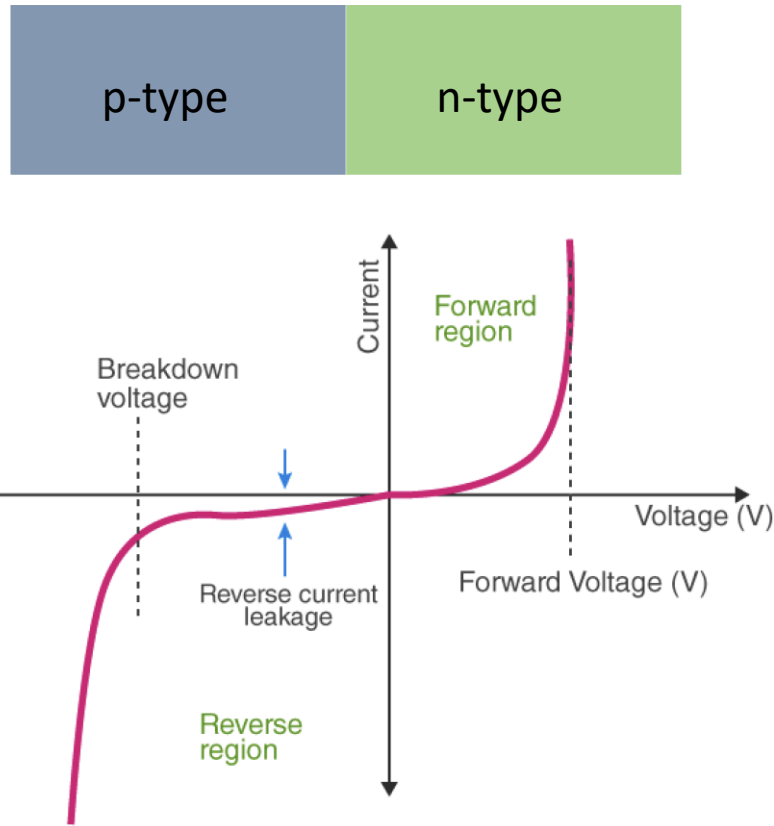 p-type
n-type
Current
Forward
region
Breakdown
voltage
Voltage (V)
Forward Voltage (V)
Reverse current
leakage
Reverse
region